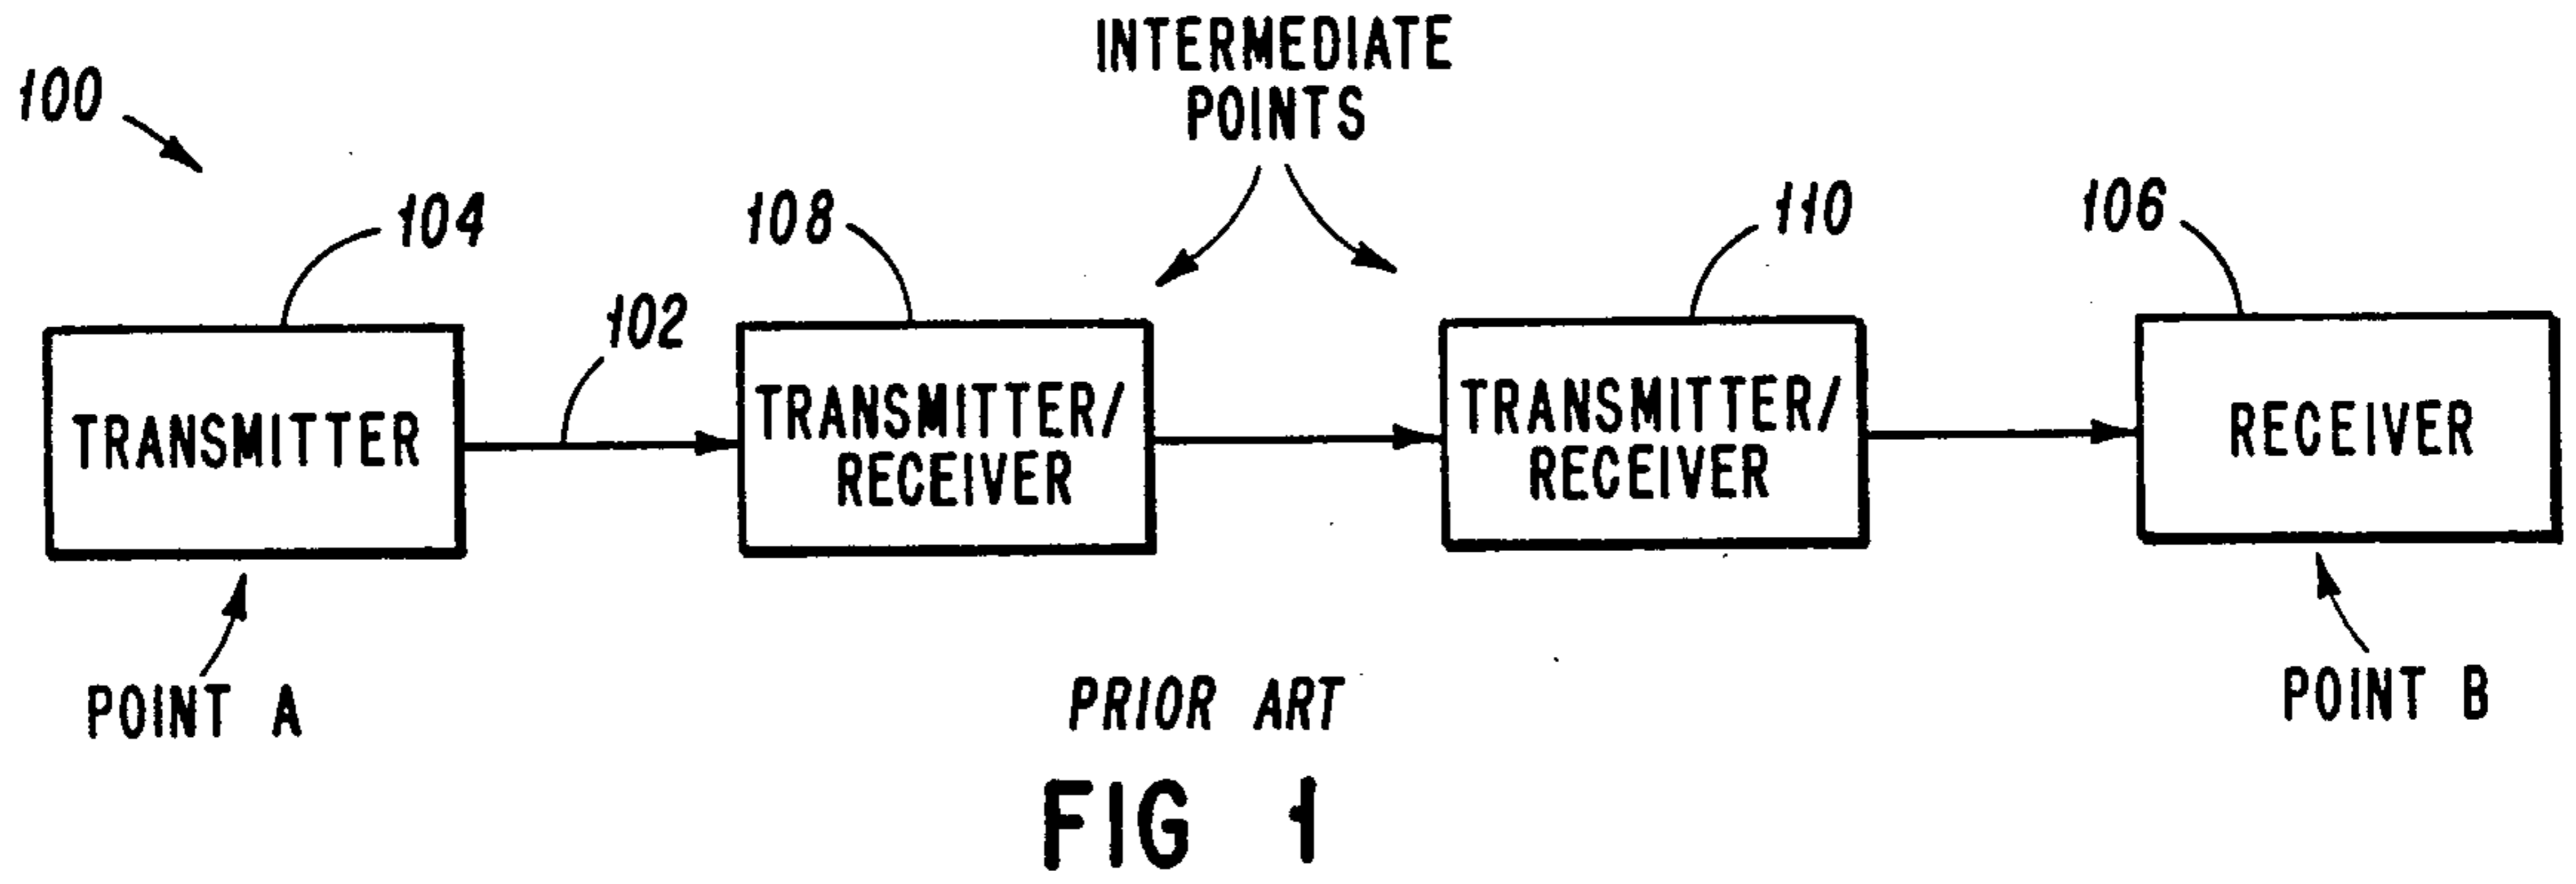 INTERMEDIATE
POINTS
100
104
108
110
106
102
TRANSMITTER
TRANSMITTER/
RECEIVER
TRANSMITTER/
RECEIVER
RECEIVER
POINT A
POINT B
PRIOR ART
FIG 1